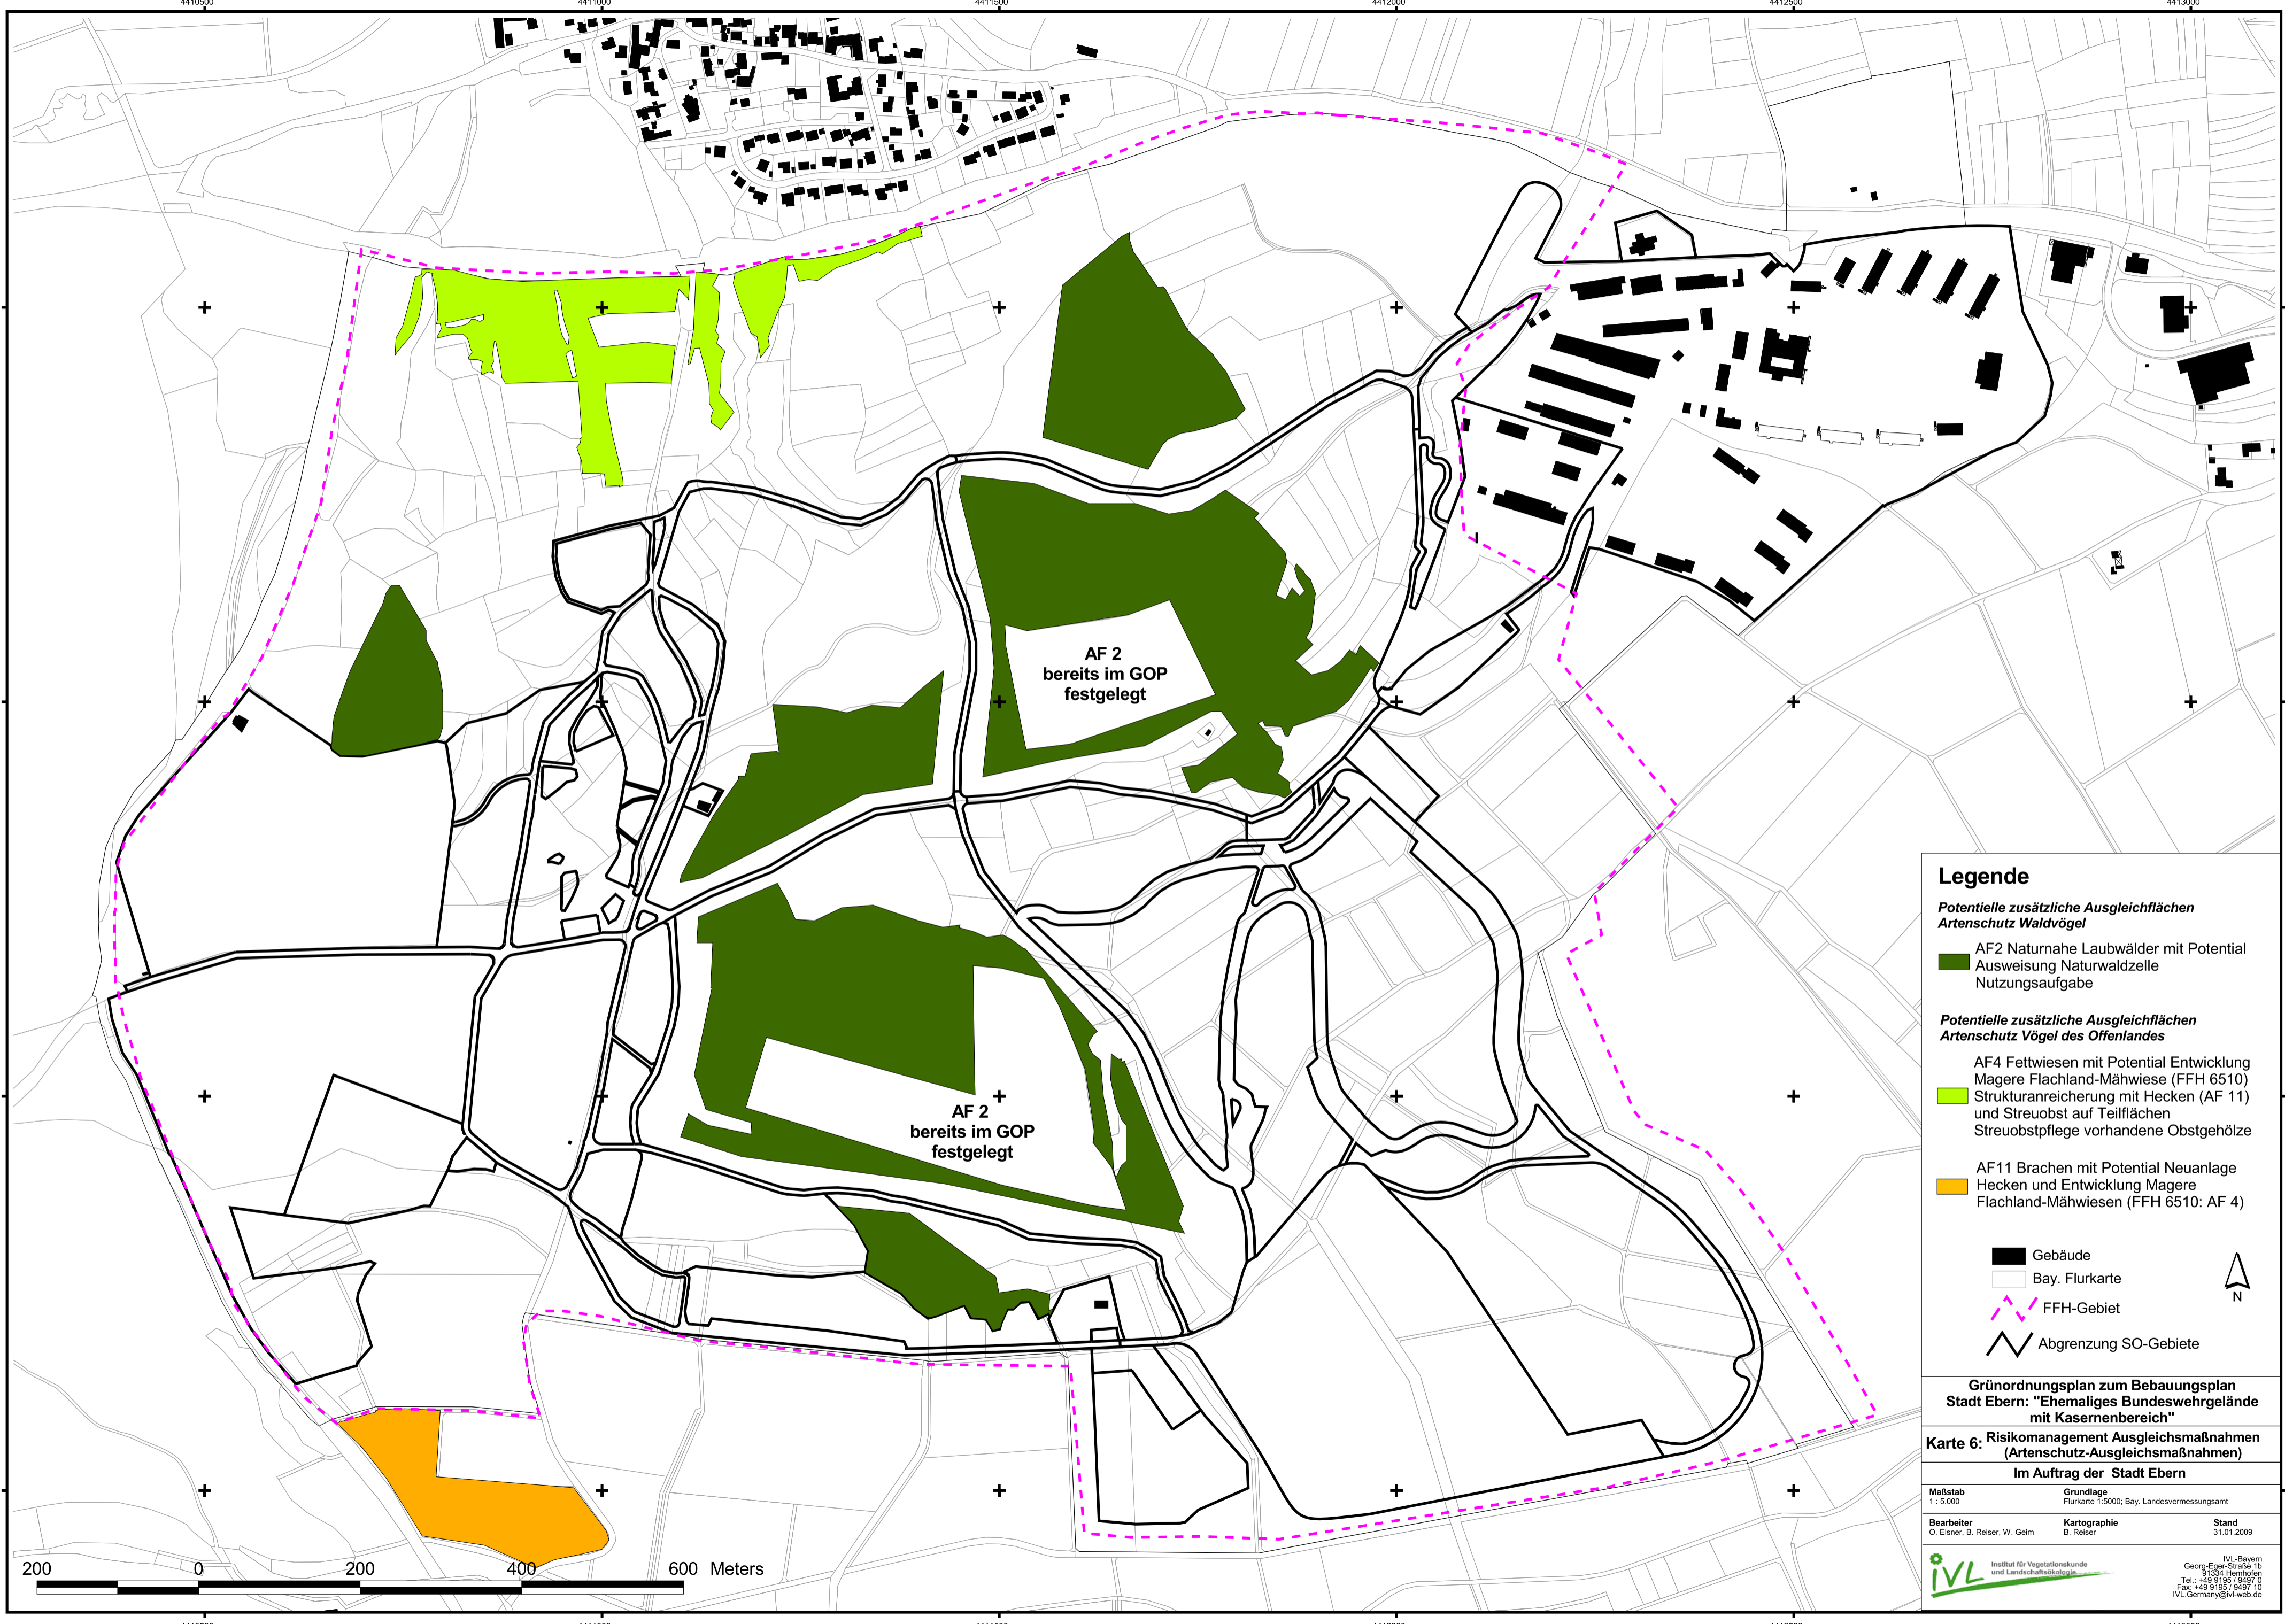 4410500 4411000 4411500 4412000 4412500 4413000
AF 2
bereits im GOP
festgelegt
AF 2
bereits im GOP
festgelegt
Legende
Potentielle zusätzliche Ausgleichflächen
Artenschutz Waldvögel
AF2 Naturnahe Laubwälder mit Potential
Ausweisung Naturwaldzelle
Nutzungsaufgabe
Potentielle zusätzliche Ausgleichflächen
Artenschutz Vögel des Offenlandes
AF4 Fettwiesen mit Potential Entwicklung
Magere Flachland-Mähwiese (FFH 6510)
Strukturanreicherung mit Hecken (AF 11)
und Streuobst auf Teilflächen
Streuobstpflege vorhandene Obstgehölze
AF11 Brachen mit Potential Neuanlage
Hecken und Entwicklung Magere
Flachland-Mähwiesen (FFH 6510: AF 4)
Gebäude
Bay. Flurkarte
FFH-Gebiet
Abgrenzung SO-Gebiete
N
Grünordnungsplan zum Bebauungsplan
Stadt Ebern: "Ehemaliges Bundeswehrgelände
mit Kasernenbereich"
Karte 6: Risikomanagement Ausgleichsmaßnahmen
(Artenschutz-Ausgleichsmaßnahmen)
Im Auftrag der Stadt Ebern
Maßstab Grundlage
1 : 5.000 Flurkarte 1:5000; Bay. Landesvermessungsamt
Bearbeiter Kartographie Stand
O. Elsner, B. Reiser, W. Geim B. Reiser 31.01.2009
IVL Institut für Vegetationskunde
und Landschaftsökologie
IVL-Bayern
Georg-Eger-Straße 1b
91334 Hemhofen
Tel.: +49 9195 / 9497 0
Fax: +49 9195 / 9497 10
IVL.Germany@ivl-web.de
200 0 200 400 600 Meters